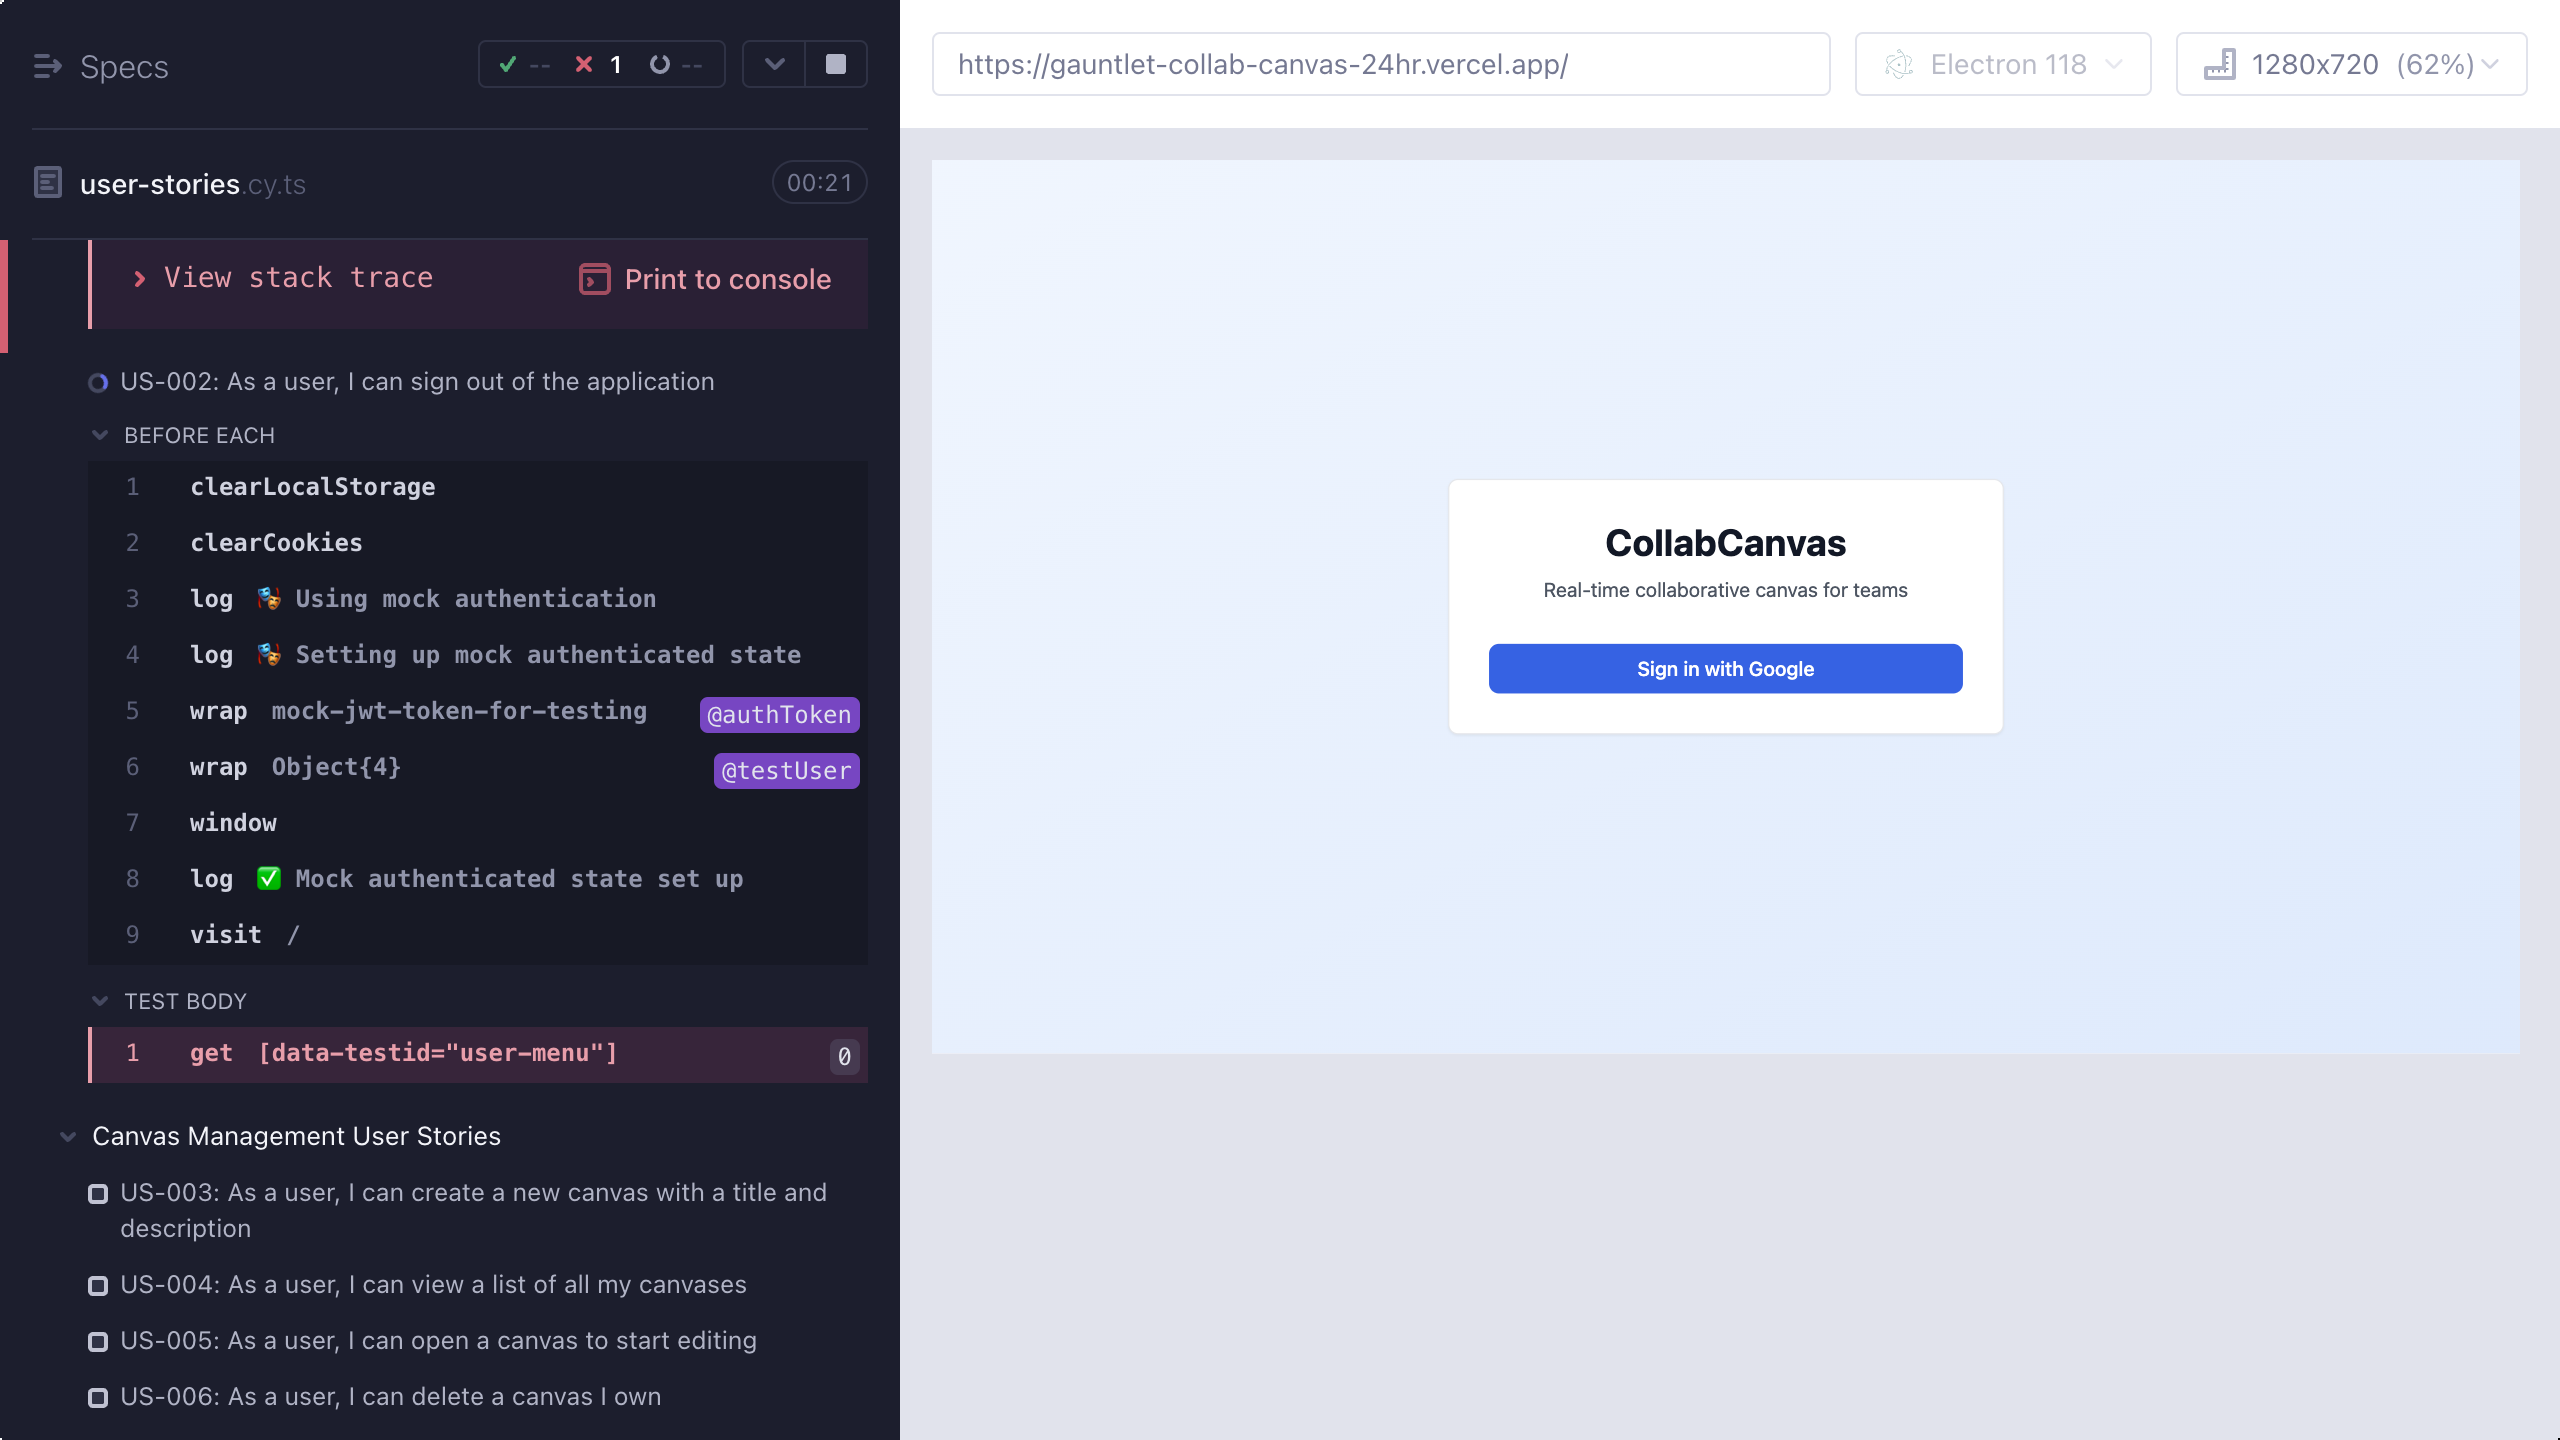 Specs
-- 1 --
user-stories.cy.ts 00:21
View stack trace Print to console
US-002: As a user, I can sign out of the application
BEFORE EACH
1 clearLocalStorage
2 clearCookies
3 log 🎭 Using mock authentication
4 log 🎭 Setting up mock authenticated state
5 wrap mock-jwt-token-for-testing @authToken
6 wrap Object{4} @testUser
7 window
8 log ✅ Mock authenticated state set up
9 visit /
TEST BODY
1 get [data-testid="user-menu"] 0
Canvas Management User Stories
US-003: As a user, I can create a new canvas with a title and
description
US-004: As a user, I can view a list of all my canvases
US-005: As a user, I can open a canvas to start editing
US-006: As a user, I can delete a canvas I own
https://gauntlet-collab-canvas-24hr.vercel.app/ Electron 118 1280x720 (62%)
CollabCanvas
Real-time collaborative canvas for teams
Sign in with Google